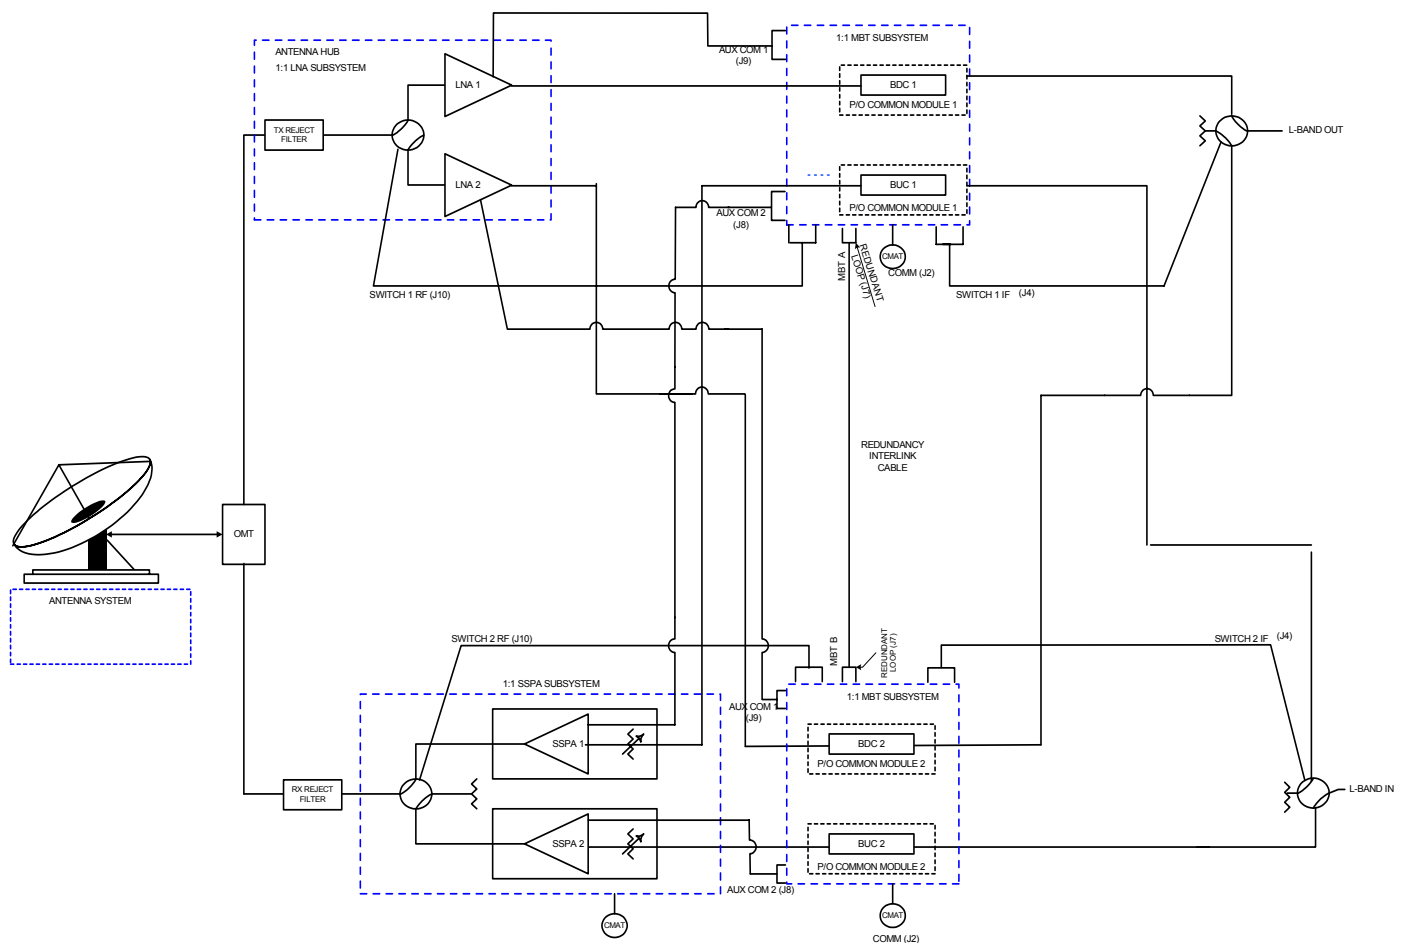 ANTENNA HUB
1:1 LNA SUBSYSTEM
LNA 1
TX REJECT
FILTER
LNA 2
SWITCH 1 RF (J10)
AUX COM 1
(J9)
1:1 MBT SUBSYSTEM
BDC 1
P/O COMMON MODULE 1
BUC 1
P/O COMMON MODULE 1
AUX COM 2
(J8)
MBT A
REDUNDANT
LOOP (J7)
CMAT
COMM (J2)
SWITCH 1 IF (J4)
L-BAND OUT
REDUNDANCY
INTERLINK
CABLE
OMT
ANTENNA SYSTEM
SWITCH 2 RF (J10)
MBT B
REDUNDANT
LOOP (J7)
SWITCH 2 IF (J4)
1:1 SSPA SUBSYSTEM
SSPA 1
RX REJECT
FILTER
SSPA 2
CMAT
AUX COM 1
(J9)
1:1 MBT SUBSYSTEM
BDC 2
P/O COMMON MODULE 2
BUC 2
P/O COMMON MODULE 2
AUX COM 2 (J8)
CMAT
COMM (J2)
L-BAND IN